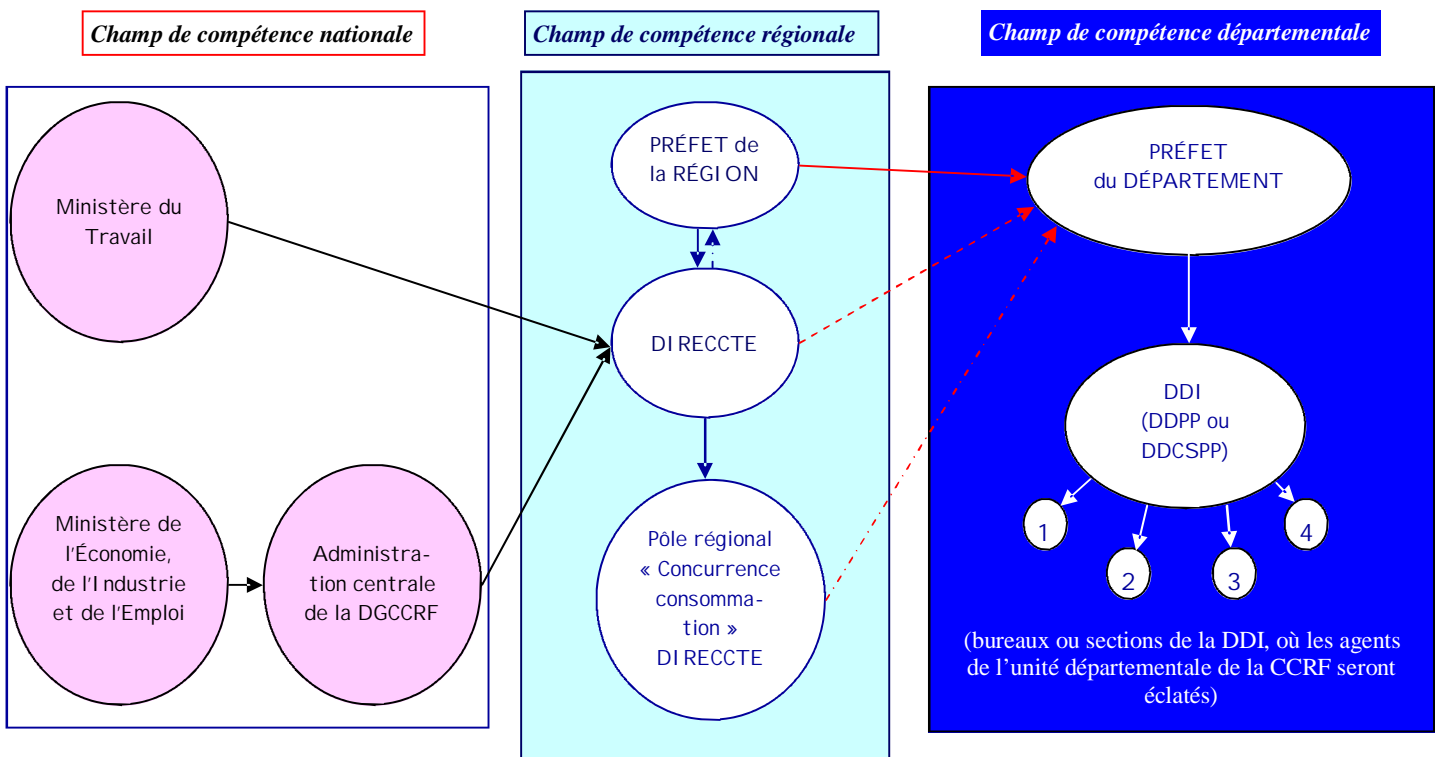 Champ de compétence nationale
Champ de compétence régionale
Champ de compétence départementale
Ministère du
Travail
Ministère de
l'Économie,
de l'Industrie
et de l'Emploi
Administra-
tion centrale
de la DGCCRF
PRÉFET de
la RÉGION
DIRECCTE
Pôle régional
« Concurrence
consomma-
tion »
DIRECCTE
PRÉFET
du DÉPARTEMENT
DDI
(DDPP ou
DDCSPP)
1
2
3
4
(bureaux ou sections de la DDI, où les agents
de l’unité départementale de la CCRF seront
éclatés)